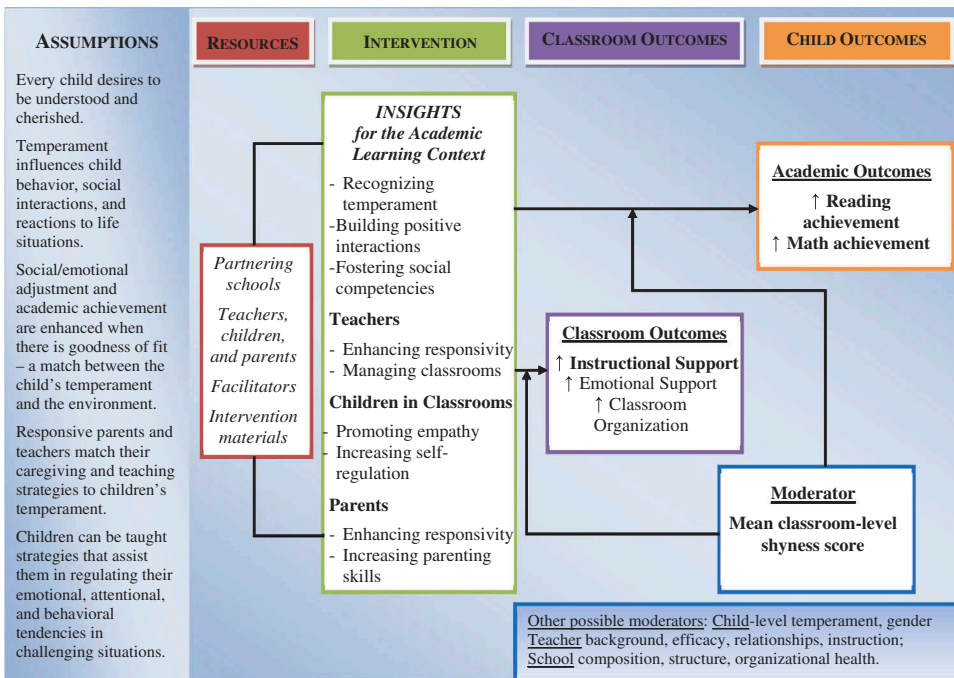 ASSUMPTIONS
Every child desires to
be understood and
cherished.
Temperament
influences child
behavior, social
interactions, and
reactions to life
situations.
Social/emotional
adjustment and
academic achievement
are enhanced when
there is goodness of fit
– a match between the
child's temperament
and the environment.
Responsive parents and
teachers match their
caregiving and teaching
strategies to children's
temperament.
Children can be taught
strategies that assist
them in regulating their
emotional, attentional,
and behavioral
tendencies in
challenging situations.
RESOURCES
Partnering
schools
Teachers,
children,
and parents
Facilitators
Intervention
materials
INTERVENTION
INSIGHTS
for the Academic
Learning Context
- Recognizing
temperament
-Building positive
interactions
-Fostering social
competencies
Teachers
- Enhancing responsivity
- Managing classrooms
Children in Classrooms
- Promoting empathy
- Increasing self-
regulation
Parents
- Enhancing responsivity
- Increasing parenting
skills
CLASSROOM OUTCOMES
Classroom Outcomes
↑ Instructional Support
↑ Emotional Support
↑ Classroom
Organization
CHILD OUTCOMES
Academic Outcomes
↑ Reading
achievement
↑ Math achievement
Moderator
Mean classroom-level
shyness score
Other possible moderators: Child-level temperament, gender
Teacher background, efficacy, relationships, instruction;
School composition, structure, organizational health.